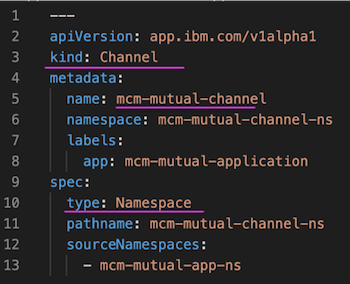 1 ---
2 apiVersion: app.ibm.com/v1alpha1
3 kind: Channel
4 metadata:
5 name: mcm-mutual-channel
6 namespace: mcm-mutual-channel-ns
7 labels:
8 app: mcm-mutual-application
9 spec:
10 type: Namespace
11 pathname: mcm-mutual-channel-ns
12 sourceNamespaces:
13 - mcm-mutual-app-ns